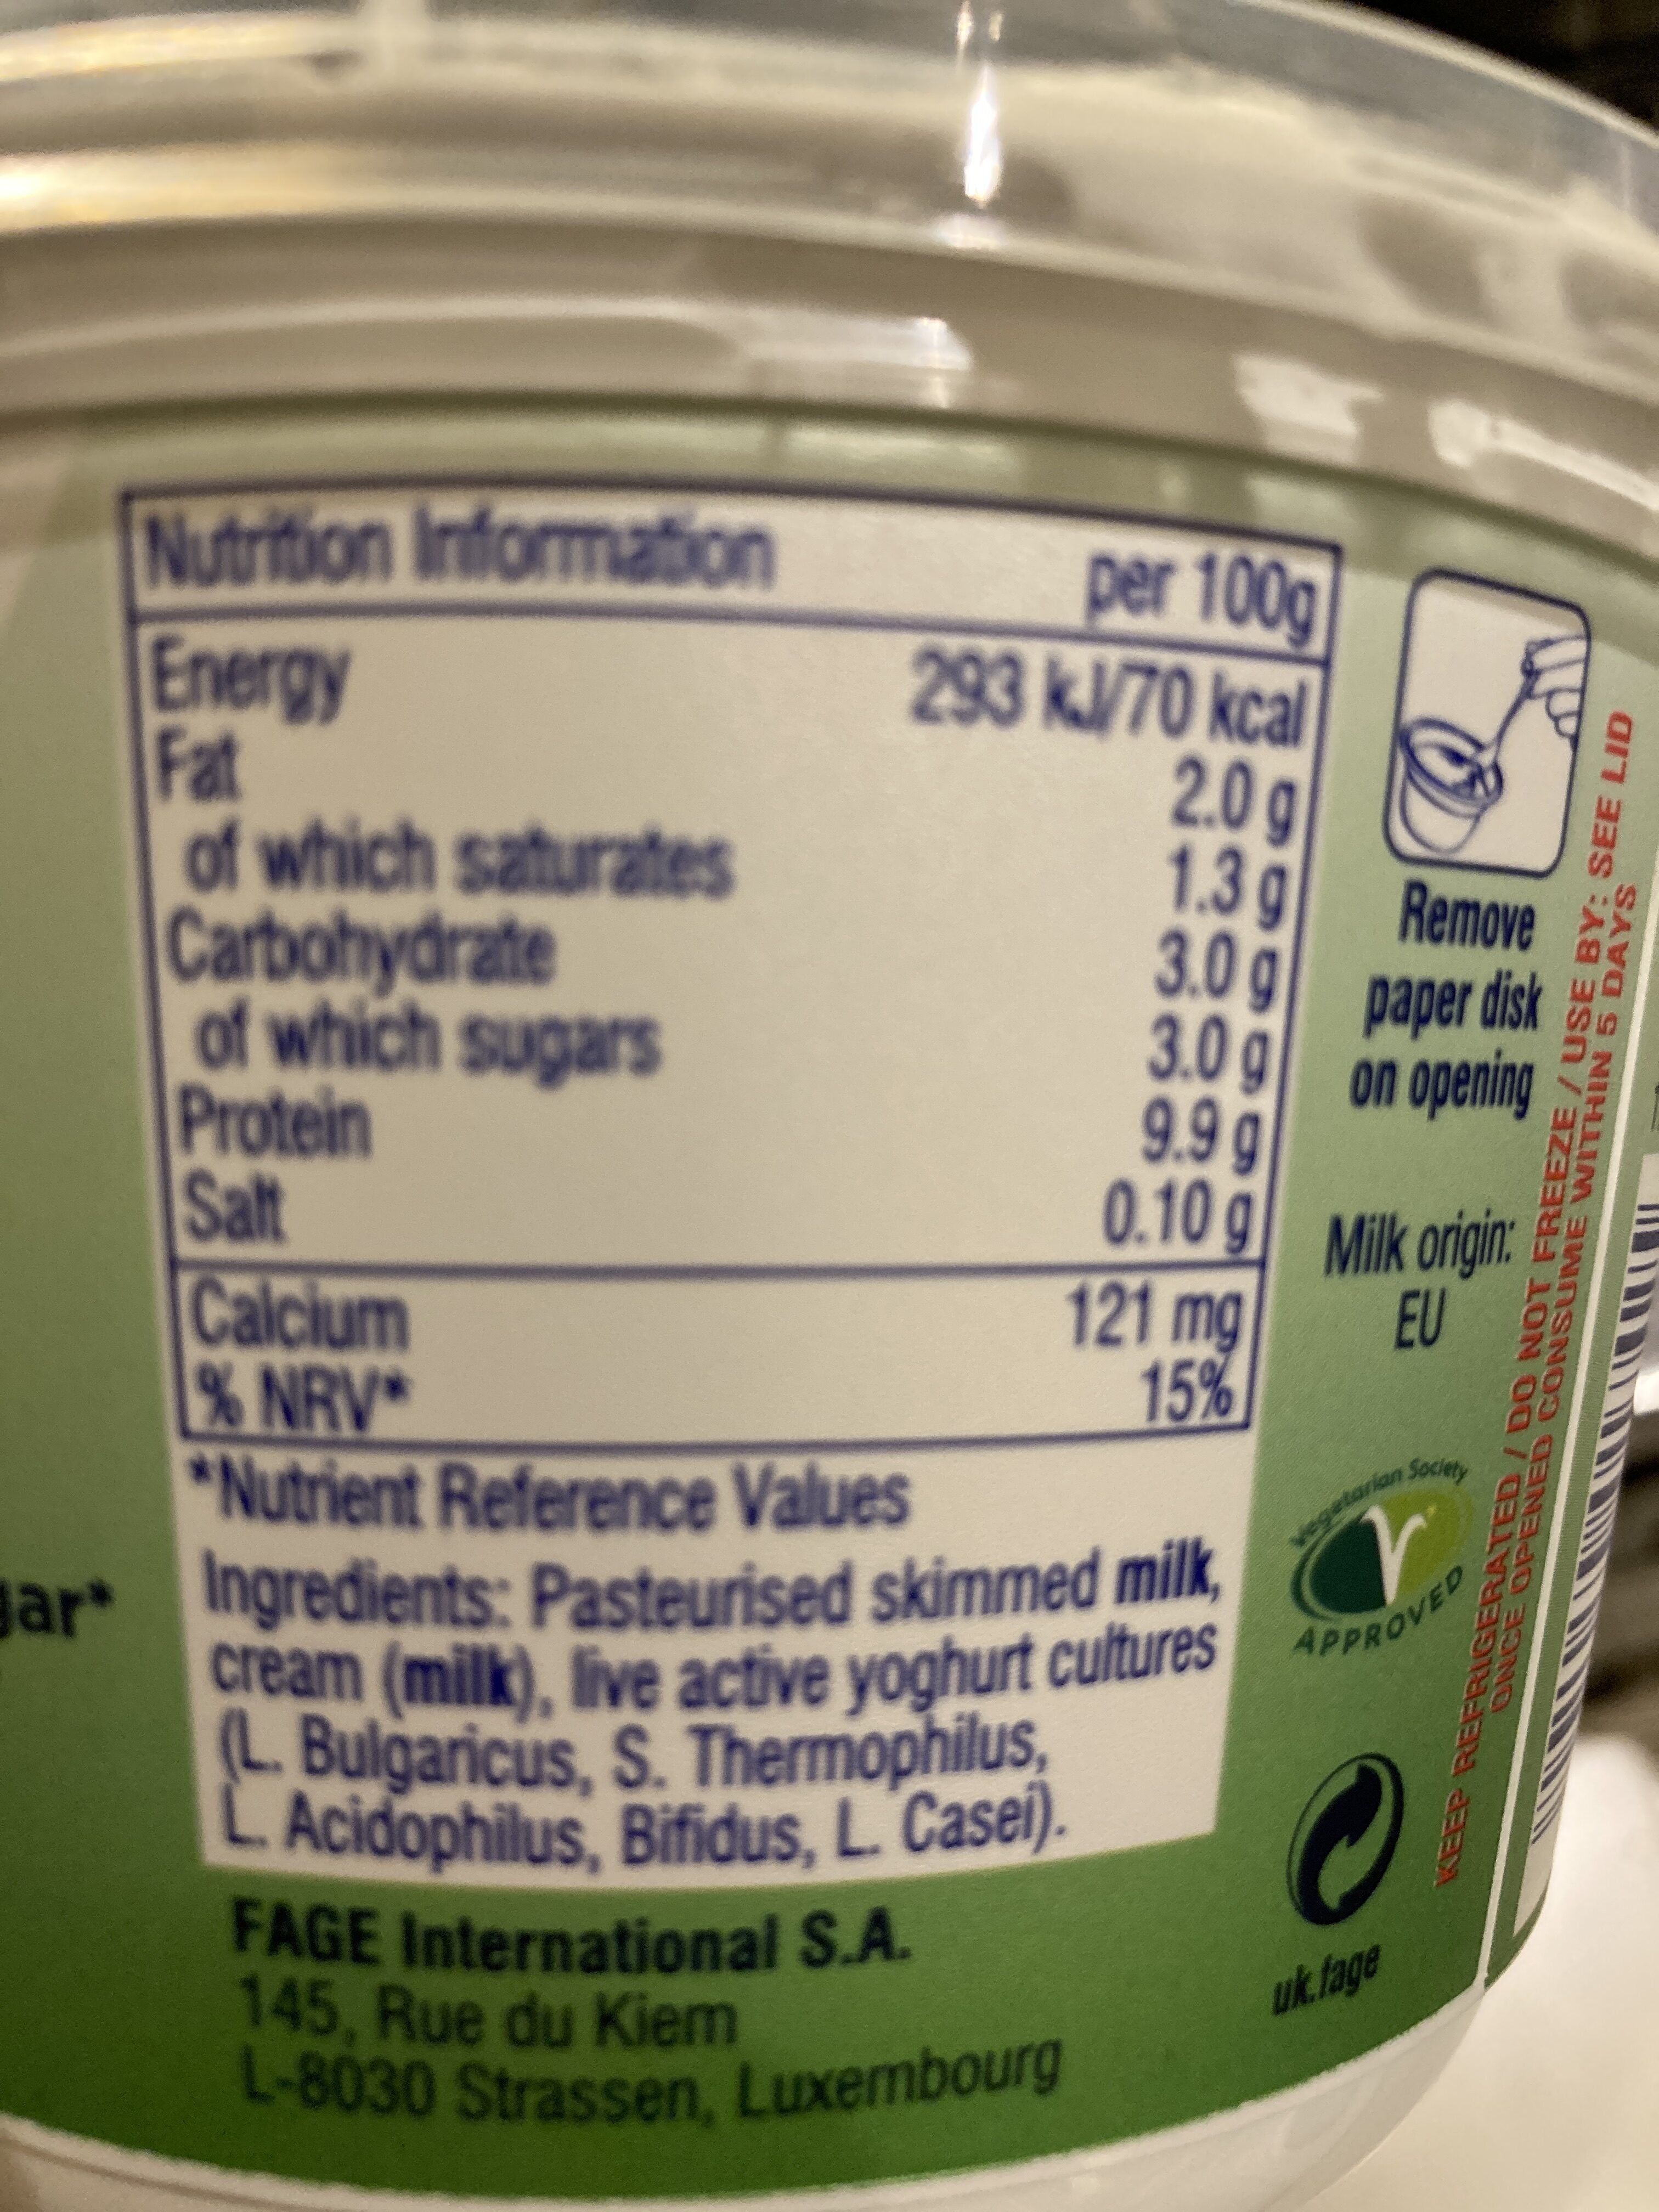 Nutrition Information per 100g
Energy 293 kJ/70 kcal
Fat 2.0 g
of which saturates 1.3 g
Carbohydrate 3.0 g
of which sugars 3.0 g
Protein 9.9 g
Salt 0.10 g
Calcium 121 mg
% NRV* 15%
*Nutrient Reference Values
Ingredients: Pasteurised skimmed milk,
cream (milk), live active yoghurt cultures
(L. Bulgaricus, S. Thermophilus,
L. Acidophilus, Bifidus, L. Casei).
FAGE International S.A.
145, Rue du Kiem
L-8030 Strassen, Luxembourg
Remove
paper disk
on opening
Milk origin:
EU
Vegetarian Society
APPROVED
uk.fage
KEEP REFRIGERATED / DO NOT FREEZE / USE BY: SEE LID
ONCE OPENED CONSUME WITHIN 5 DAYS